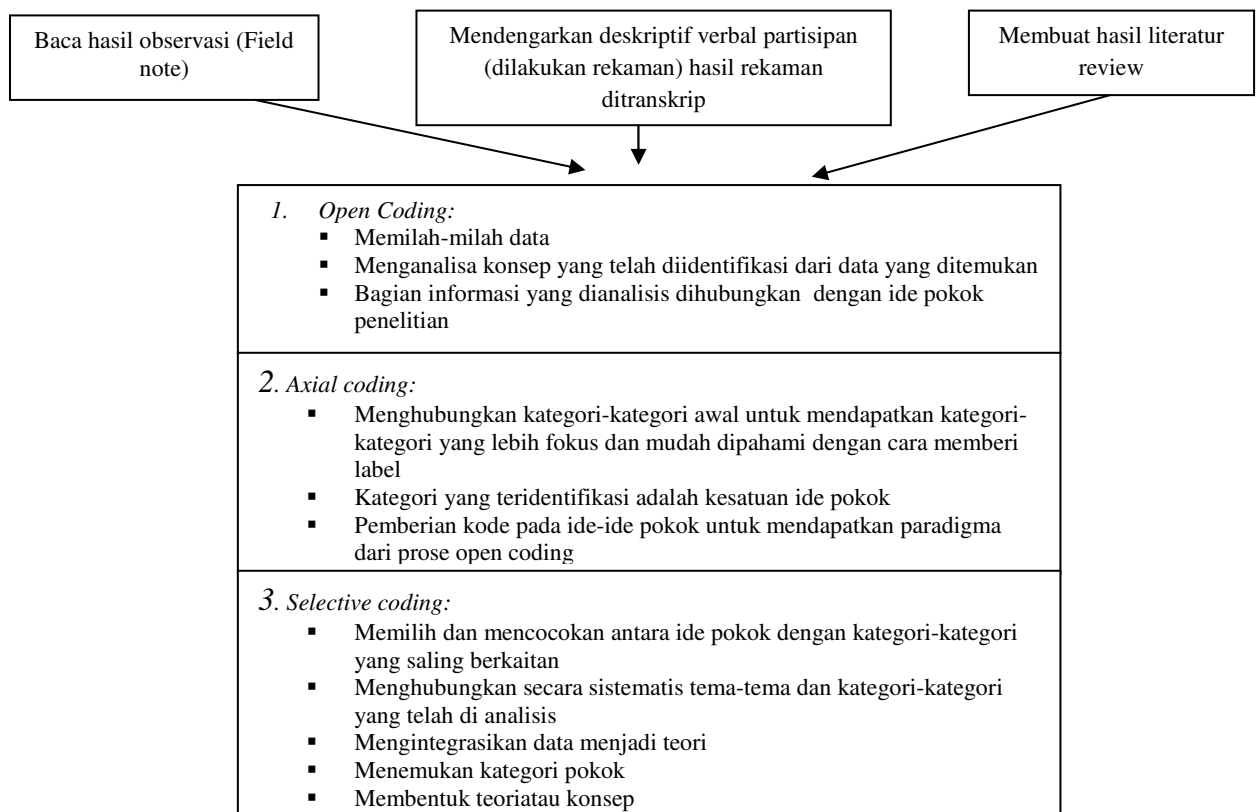 Baca hasil observasi (Field
note)
Mendengarkan deskriptif verbal partisipan
(dilakukan rekaman) hasil rekaman
ditranskrip
Membuat hasil literatur
review
1. Open Coding:
▪ Memilah-milah data
▪ Menganalisa konsep yang telah diidentifikasi dari data yang ditemukan
▪ Bagian informasi yang dianalisis dihubungkan dengan ide pokok
penelitian
2. Axial coding:
▪ Menghubungkan kategori-kategori awal untuk mendapatkan kategori-
kategori yang lebih fokus dan mudah dipahami dengan cara memberi
label
▪ Kategori yang teridentifikasi adalah kesatuan ide pokok
▪ Pemberian kode pada ide-ide pokok untuk mendapatkan paradigma
dari prose open coding
3. Selective coding:
▪ Memilih dan mencocokan antara ide pokok dengan kategori-kategori
yang saling berkaitan
▪ Menghubungkan secara sistematis tema-tema dan kategori-kategori
yang telah di analisis
▪ Mengintegrasikan data menjadi teori
▪ Menemukan kategori pokok
▪ Membentuk teoriatau konsep